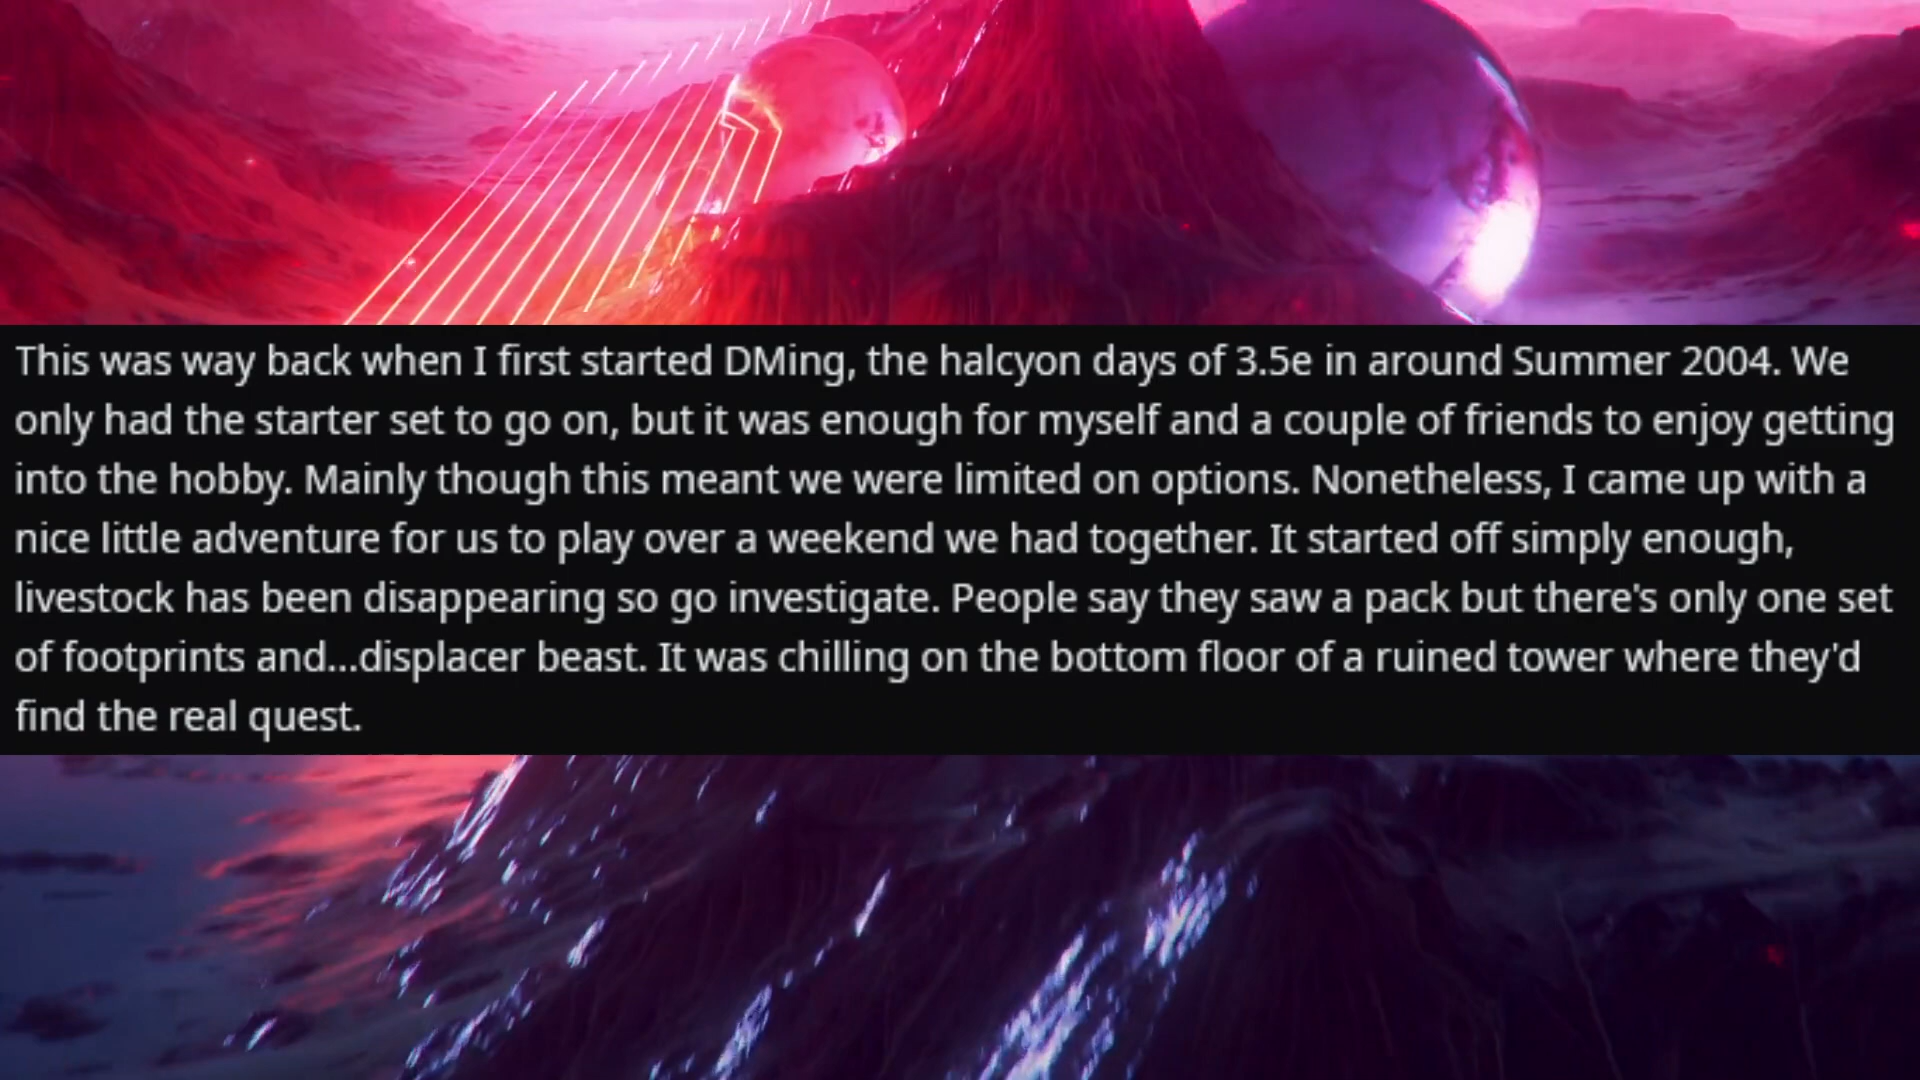 This was way back when I first started DMing, the halcyon days of 3.5e in around Summer 2004. We
only had the starter set to go on, but it was enough for myself and a couple of friends to enjoy getting
into the hobby. Mainly though this meant we were limited on options. Nonetheless, I came up with a
nice little adventure for us to play over a weekend we had together. It started off simply enough,
livestock has been disappearing so go investigate. People say they saw a pack but there's only one set
of footprints and...displacer beast. It was chilling on the bottom floor of a ruined tower where they'd
find the real quest.